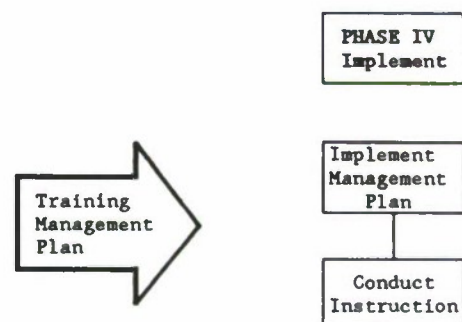 PHASE IV
Implement
Implement
Management
Plan
Training
Management
Plan
Conduct
Instruction